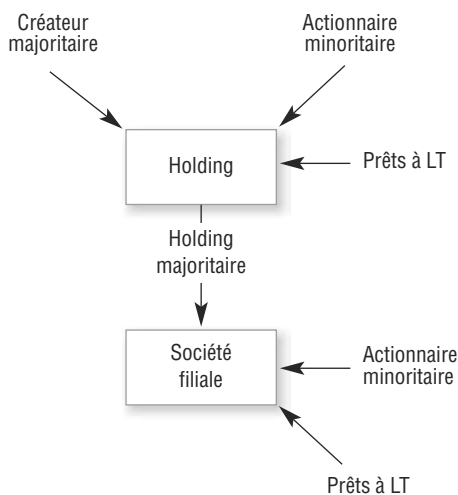 Créateur
majoritaire
Actionnaire
minoritaire
Holding
Prêts à LT
Holding
majoritaire
Société
filiale
Actionnaire
minoritaire
Prêts à LT